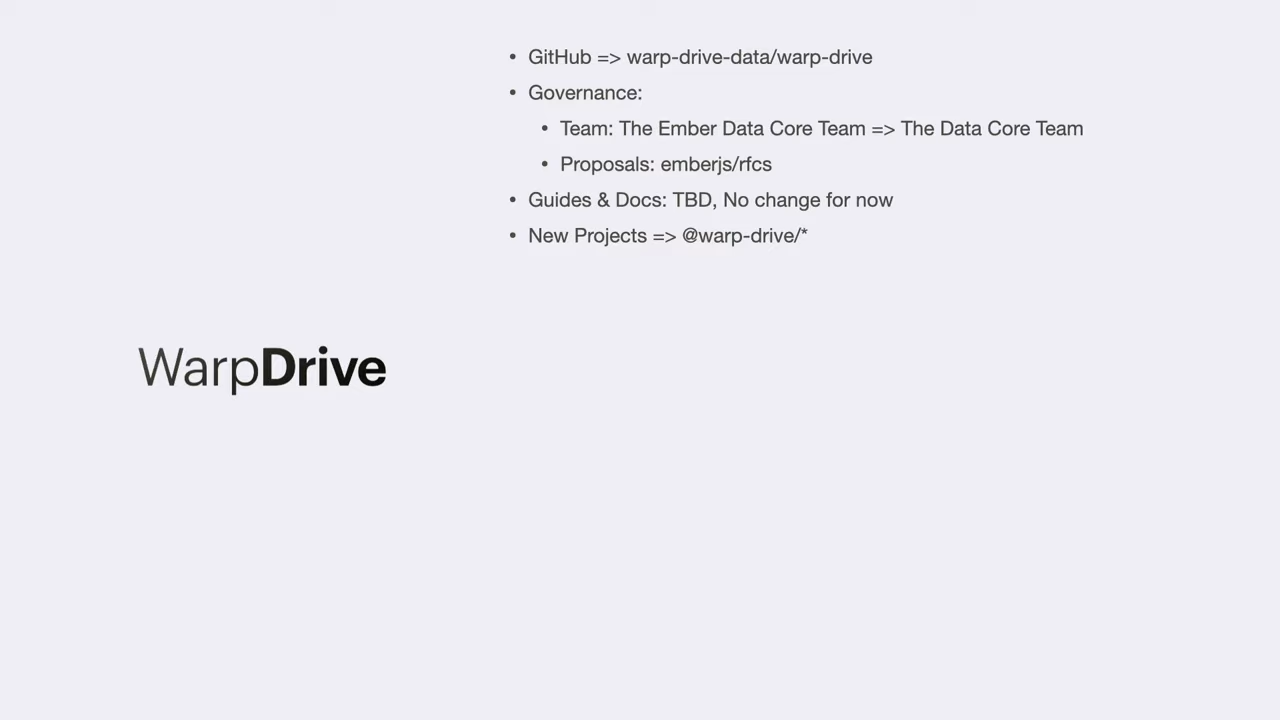 • GitHub => warp-drive-data/warp-drive
• Governance:
• Team: The Ember Data Core Team => The Data Core Team
• Proposals: emberjs/rfcs
• Guides & Docs: TBD, No change for now
• New Projects => @warp-drive/*
WarpDrive